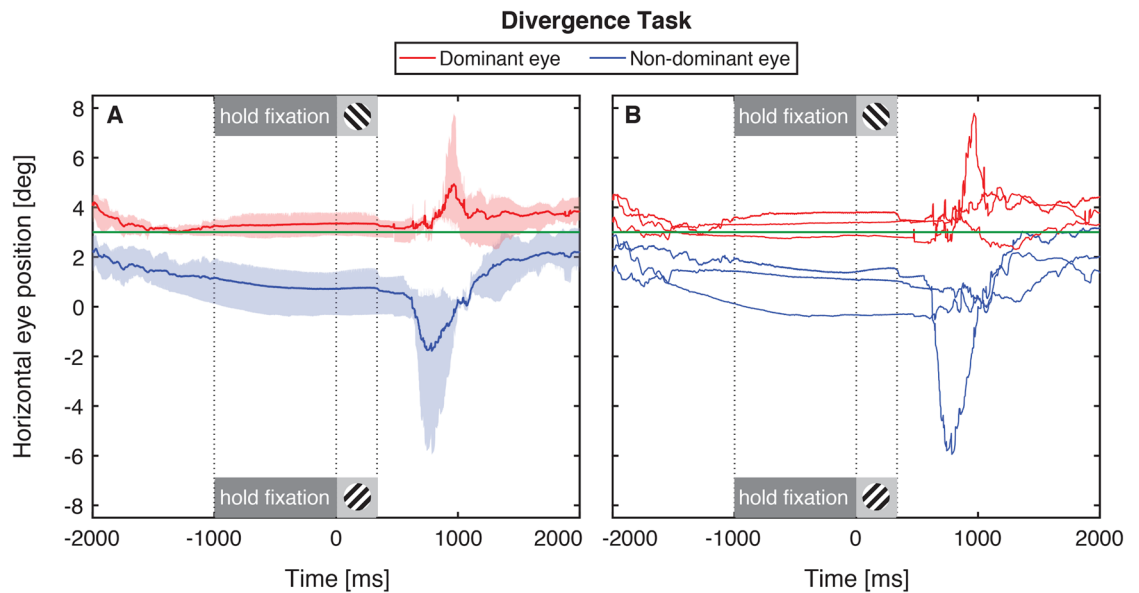 Divergence Task
Dominant eye Non-dominant eye
Horizontal eye position [deg]
A
hold fixation
8
6
4
2
0
-2
-4
-6
-8
hold fixation
-2000 -1000 0 1000 2000
Time [ms]
B
hold fixation
hold fixation
-2000 -1000 0 1000 2000
Time [ms]